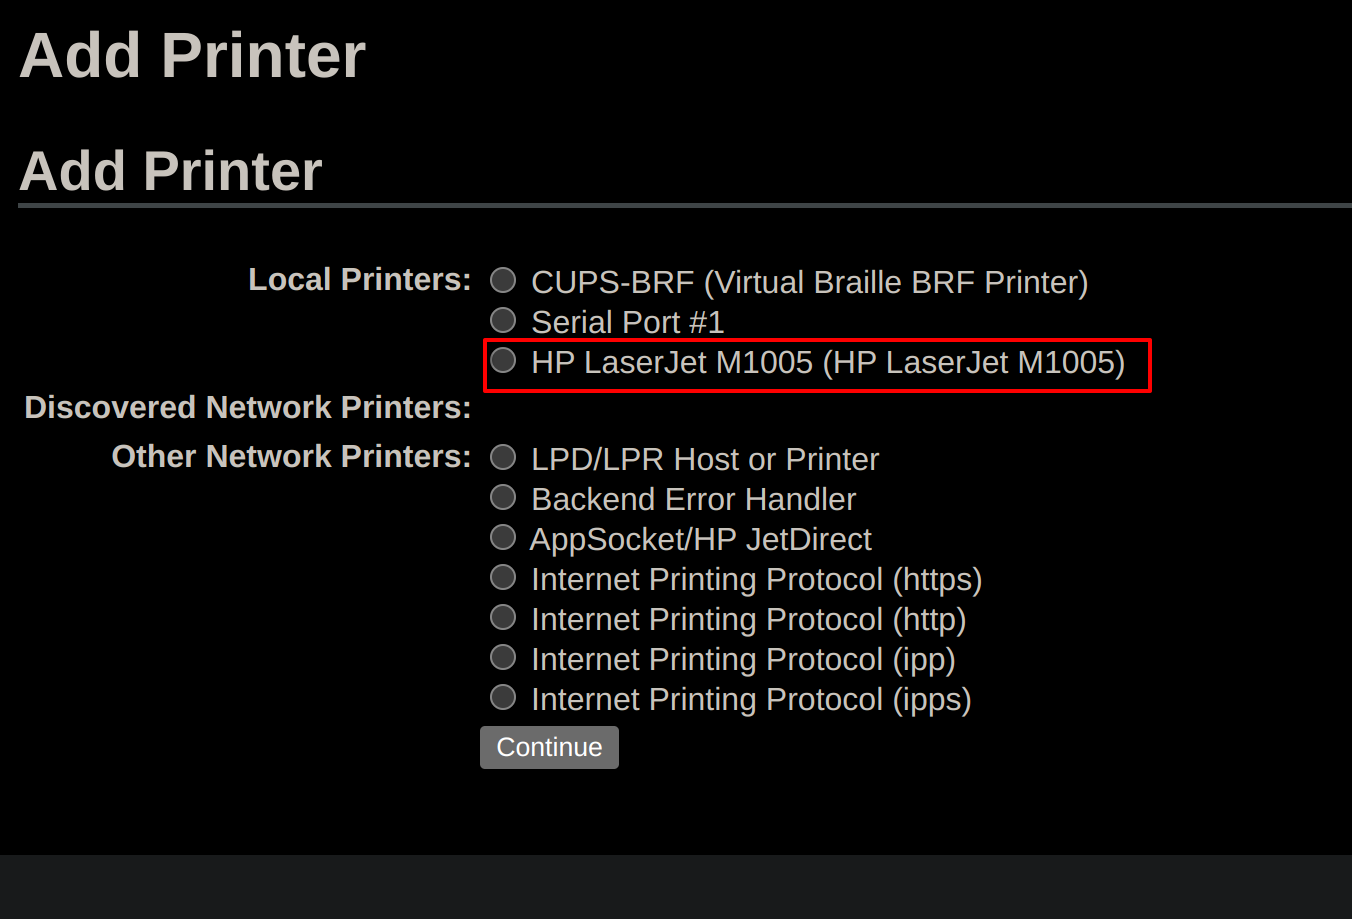 Add Printer
Add Printer
Local Printers:
CUPS-BRF (Virtual Braille BRF Printer)
Serial Port #1
HP LaserJet M1005 (HP LaserJet M1005)
Discovered Network Printers:
Other Network Printers:
LPD/LPR Host or Printer
Backend Error Handler
AppSocket/HP JetDirect
Internet Printing Protocol (https)
Internet Printing Protocol (http)
Internet Printing Protocol (ipp)
Internet Printing Protocol (ipps)
Continue